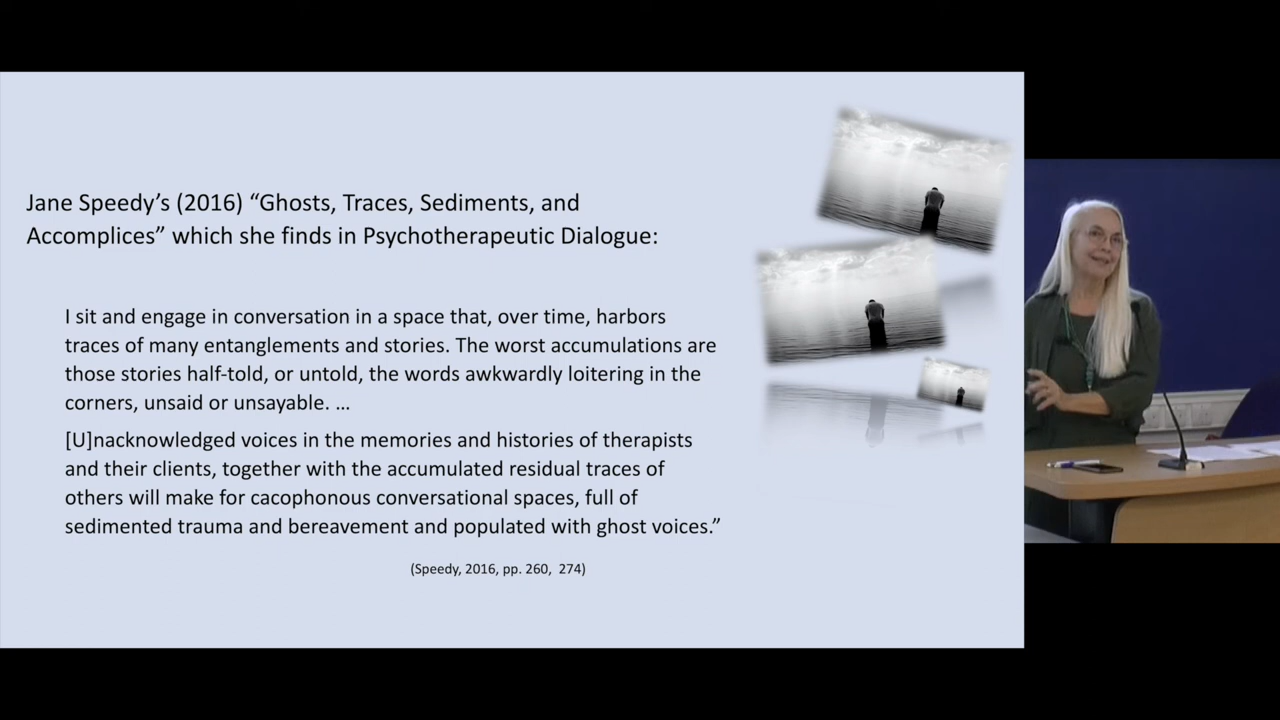 Jane Speedy’s (2016) “Ghosts, Traces, Sediments, and
Accomplices” which she finds in Psychotherapeutic Dialogue:
I sit and engage in conversation in a space that, over time, harbors
traces of many entanglements and stories. The worst accumulations are
those stories half-told, or untold, the words awkwardly loitering in the
corners, unsaid or unsayable. …
[U]nacknowledged voices in the memories and histories of therapists
and their clients, together with the accumulated residual traces of
others will make for cacophonous conversational spaces, full of
sedimented trauma and bereavement and populated with ghost voices.”
(Speedy, 2016, pp. 260,  274)